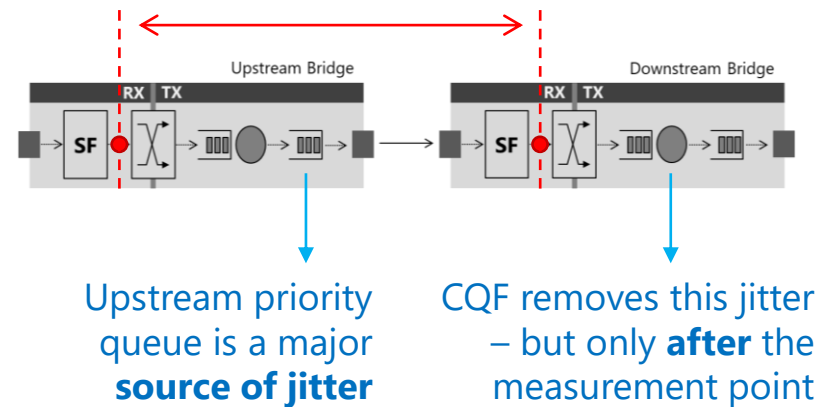 Upstream Bridge
RX TX
SF
Downstream Bridge
RX TX
SF
Upstream priority
queue is a major
source of jitter
CQF removes this jitter
– but only after the
measurement point